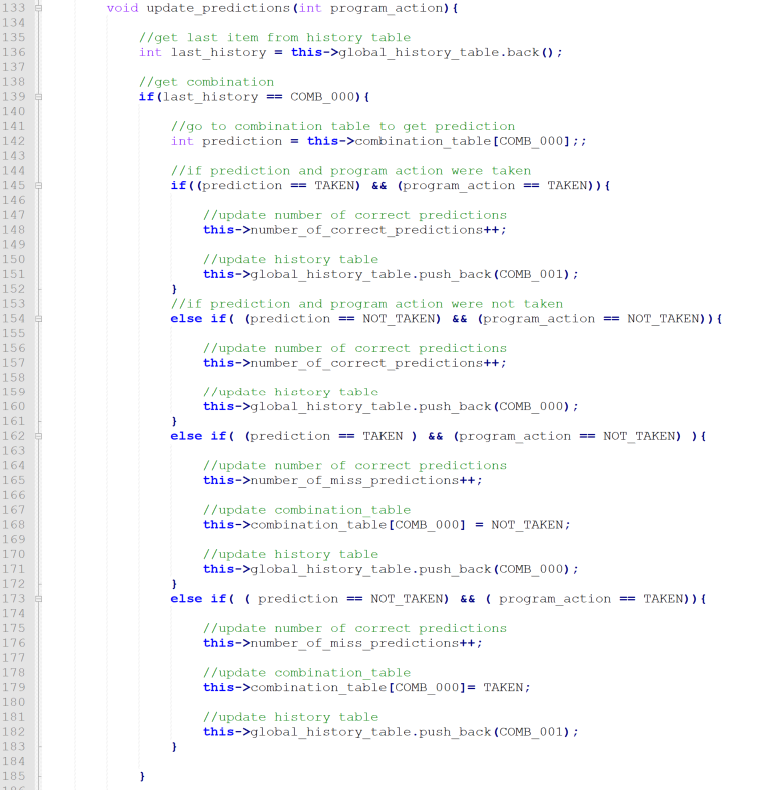 133 void update_predictions(int program_action){
134
135 //get last item from history table
136 int last_history = this->global_history_table.back();
137
138 //get combination
139 if(last_history == COMB_000){
140
141 //go to combination table to get prediction
142 int prediction = this->combination_table[COMB_000];;
143
144 //if prediction and program action were taken
145 if((prediction == TAKEN) && (program_action == TAKEN)){
146
147 //update number of correct predictions
148 this->number_of_correct_predictions++;
149
150 //update history table
151 this->global_history_table.push_back(COMB_001);
152 }
153 //if prediction and program action were not taken
154 else if( (prediction == NOT_TAKEN) && (program_action == NOT_TAKEN)){
155
156 //update number of correct predictions
157 this->number_of_correct_predictions++;
158
159 //update history table
160 this->global_history_table.push_back(COMB_000);
161 }
162 else if( (prediction == TAKEN ) && (program_action == NOT_TAKEN) ){
163
164 //update number of correct predictions
165 this->number_of_miss_predictions++;
166
167 //update combination_table
168 this->combination_table[COMB_000] = NOT_TAKEN;
169
170 //update history table
171 this->global_history_table.push_back(COMB_000);
172 }
173 else if( ( prediction == NOT_TAKEN) && ( program_action == TAKEN)){
174
175 //update number of correct predictions
176 this->number_of_miss_predictions++;
177
178 //update combination_table
179 this->combination_table[COMB_000]= TAKEN;
180
181 //update history table
182 this->global_history_table.push_back(COMB_001);
183 }
184
185 }